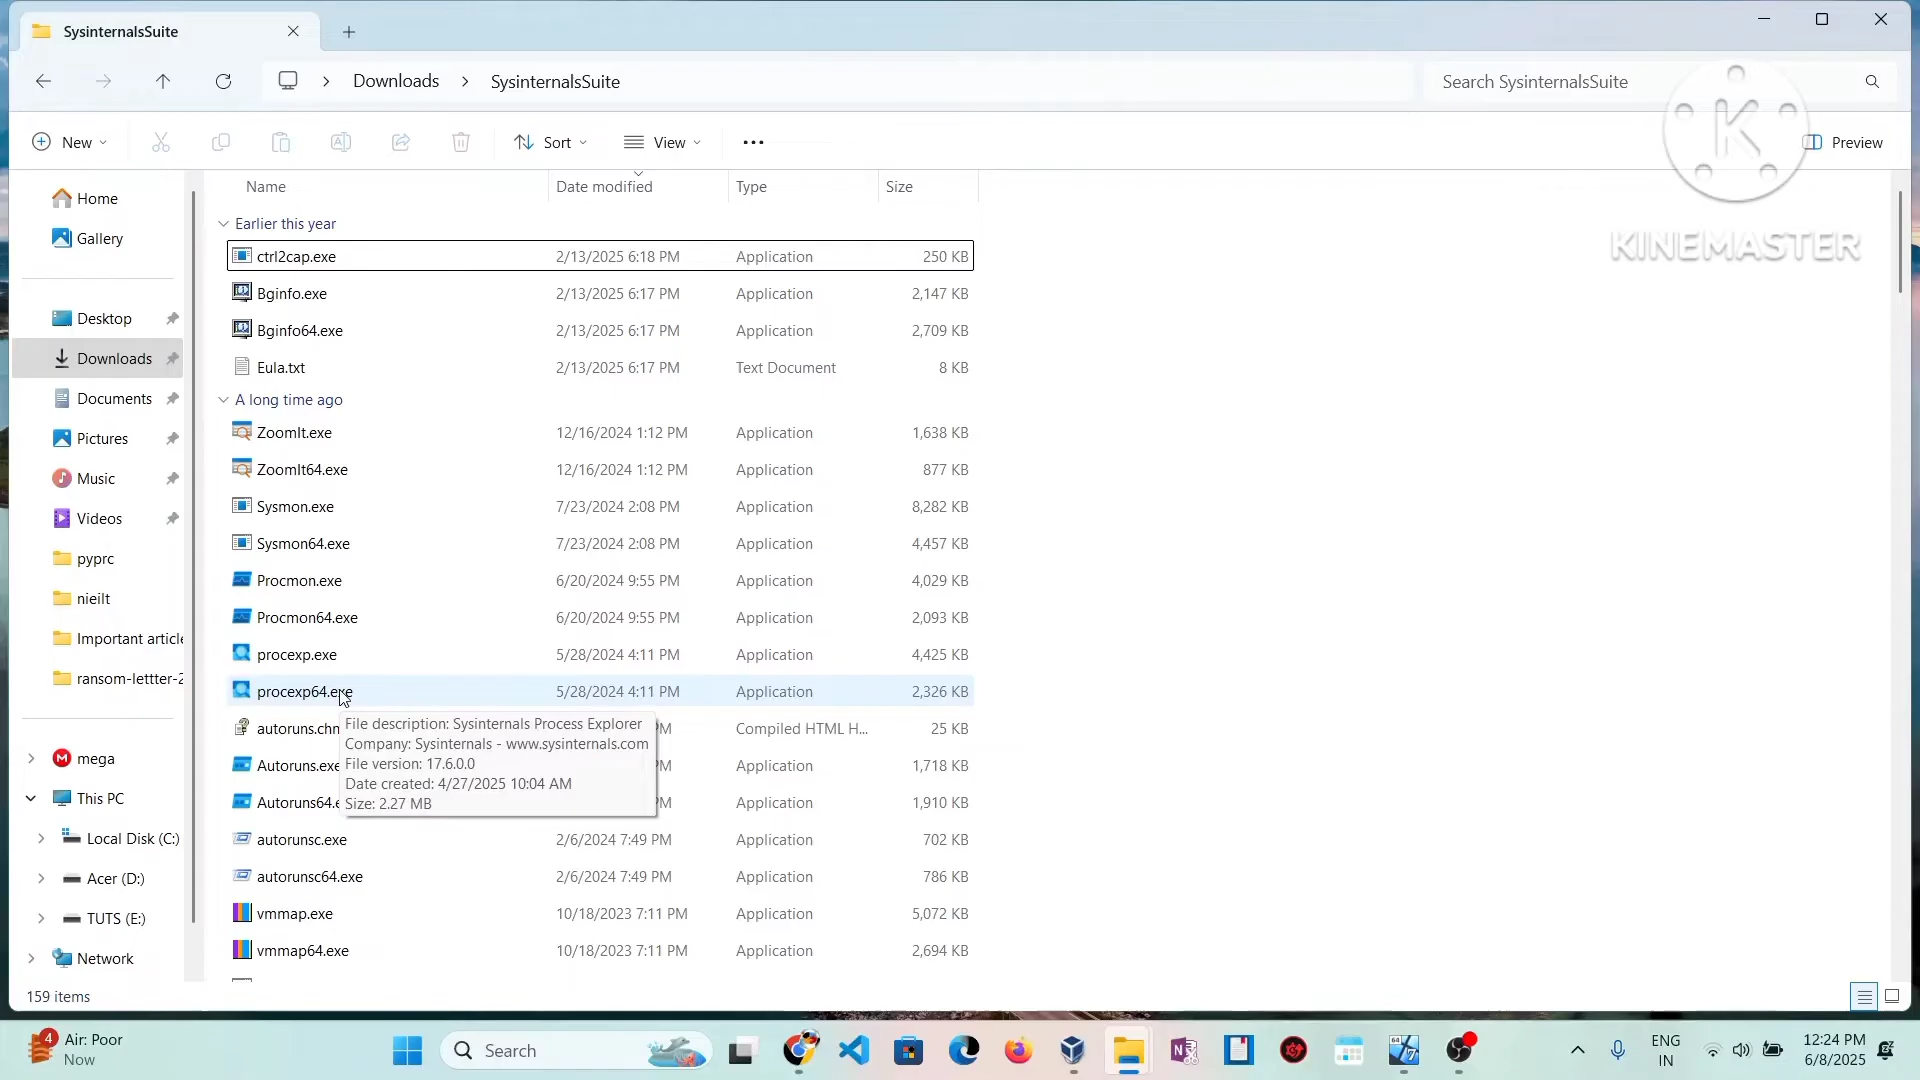 SysinternalsSuite
Downloads
SysinternalsSuite
Search SysinternalsSuite
New
Sort
View
Preview
K
KINEMASTER
Name
Date modified
Type
Size
Home
Gallery
Desktop
Downloads
Documents
Pictures
Music
Videos
pyprc
nieilt
Important article
ransom-lettter-2
mega
This PC
Local Disk (C:)
Acer (D:)
TUTS (E:)
Network
Earlier this year
ctrl2cap.exe 2/13/2025 6:18 PM Application 250 KB
Bginfo.exe 2/13/2025 6:17 PM Application 2,147 KB
Bginfo64.exe 2/13/2025 6:17 PM Application 2,709 KB
Eula.txt 2/13/2025 6:17 PM Text Document 8 KB
A long time ago
ZoomIt.exe 12/16/2024 1:12 PM Application 1,638 KB
ZoomIt64.exe 12/16/2024 1:12 PM Application 877 KB
Sysmon.exe 7/23/2024 2:08 PM Application 8,282 KB
Sysmon64.exe 7/23/2024 2:08 PM Application 4,457 KB
Procmon.exe 6/20/2024 9:55 PM Application 4,029 KB
Procmon64.exe 6/20/2024 9:55 PM Application 2,093 KB
procexp.exe 5/28/2024 4:11 PM Application 4,425 KB
procexp64.exe 5/28/2024 4:11 PM Application 2,326 KB
autoruns.chm PM Compiled HTML H... 25 KB
Autoruns.exe PM Application 1,718 KB
Autoruns64.e PM Application 1,910 KB
File description: Sysinternals Process Explorer
Company: Sysinternals - www.sysinternals.com
File version: 17.6.0.0
Date created: 4/27/2025 10:04 AM
Size: 2.27 MB
autorunsc.exe 2/6/2024 7:49 PM Application 702 KB
autorunsc64.exe 2/6/2024 7:49 PM Application 786 KB
vmmap.exe 10/18/2023 7:11 PM Application 5,072 KB
vmmap64.exe 10/18/2023 7:11 PM Application 2,694 KB
159 items
4
Air: Poor
Now
Search
ENG
IN
12:24 PM
6/8/2025